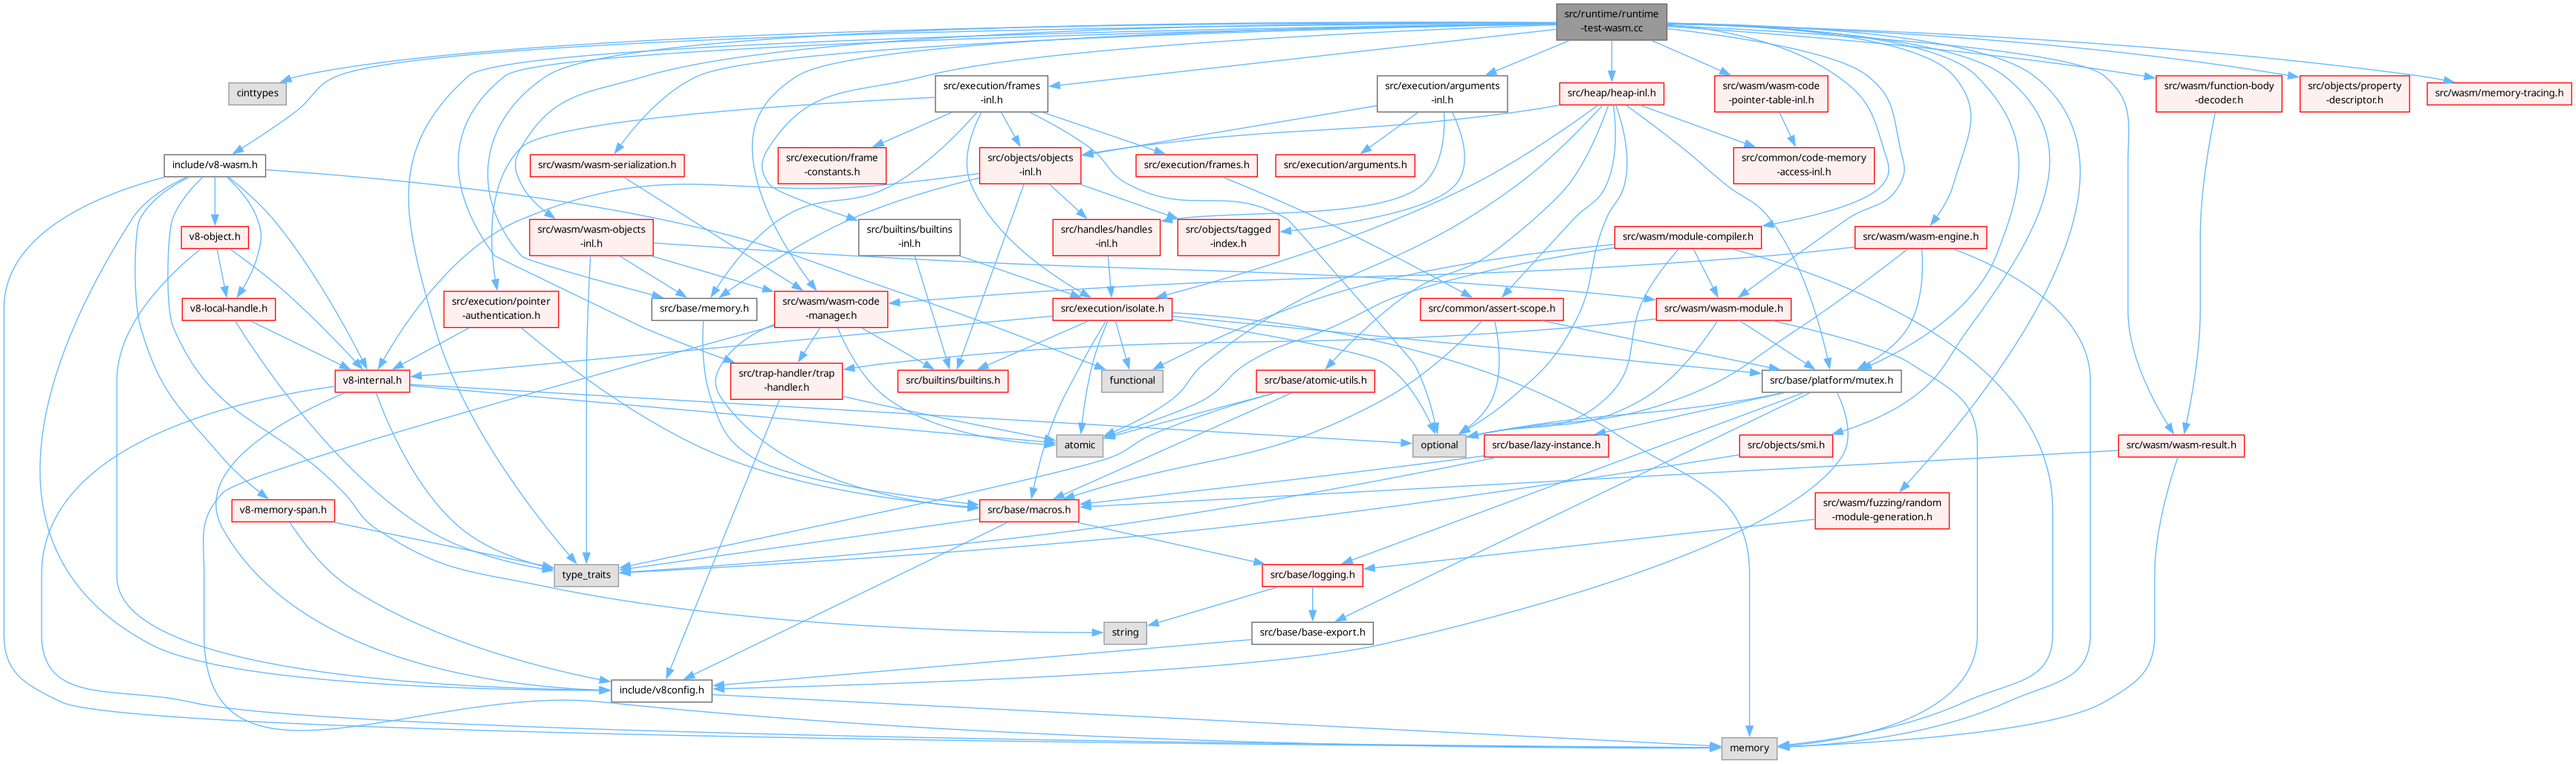 src/runtime/runtime
-test-wasm.cc
cinttypes
src/execution/frames
-inl.h
src/execution/arguments
-inl.h
src/heap/heap-inl.h
src/wasm/wasm-code
-pointer-table-inl.h
src/wasm/function-body
-decoder.h
src/objects/property
-descriptor.h
src/wasm/memory-tracing.h
include/v8-wasm.h
src/wasm/wasm-serialization.h
src/execution/frame
-constants.h
src/objects/objects
-inl.h
src/execution/frames.h
src/execution/arguments.h
src/common/code-memory
-access-inl.h
v8-object.h
src/wasm/wasm-objects
-inl.h
src/builtins/builtins
-inl.h
src/handles/handles
-inl.h
src/objects/tagged
-index.h
src/wasm/module-compiler.h
src/wasm/wasm-engine.h
v8-local-handle.h
src/execution/pointer
-authentication.h
src/base/memory.h
src/wasm/wasm-code
-manager.h
src/execution/isolate.h
src/common/assert-scope.h
src/wasm/wasm-module.h
v8-internal.h
src/trap-handler/trap
-handler.h
src/builtins/builtins.h
functional
src/base/atomic-utils.h
src/base/platform/mutex.h
atomic
optional
src/base/lazy-instance.h
src/objects/smi.h
src/wasm/wasm-result.h
v8-memory-span.h
src/base/macros.h
src/wasm/fuzzing/random
-module-generation.h
type_traits
src/base/logging.h
string
src/base/base-export.h
include/v8config.h
memory